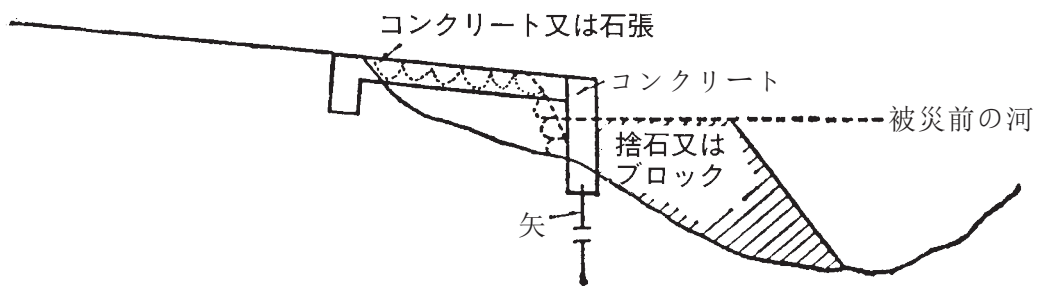 コンクリート又は石張
コンクリート
被災前の河
捨石又は
ブロック
矢